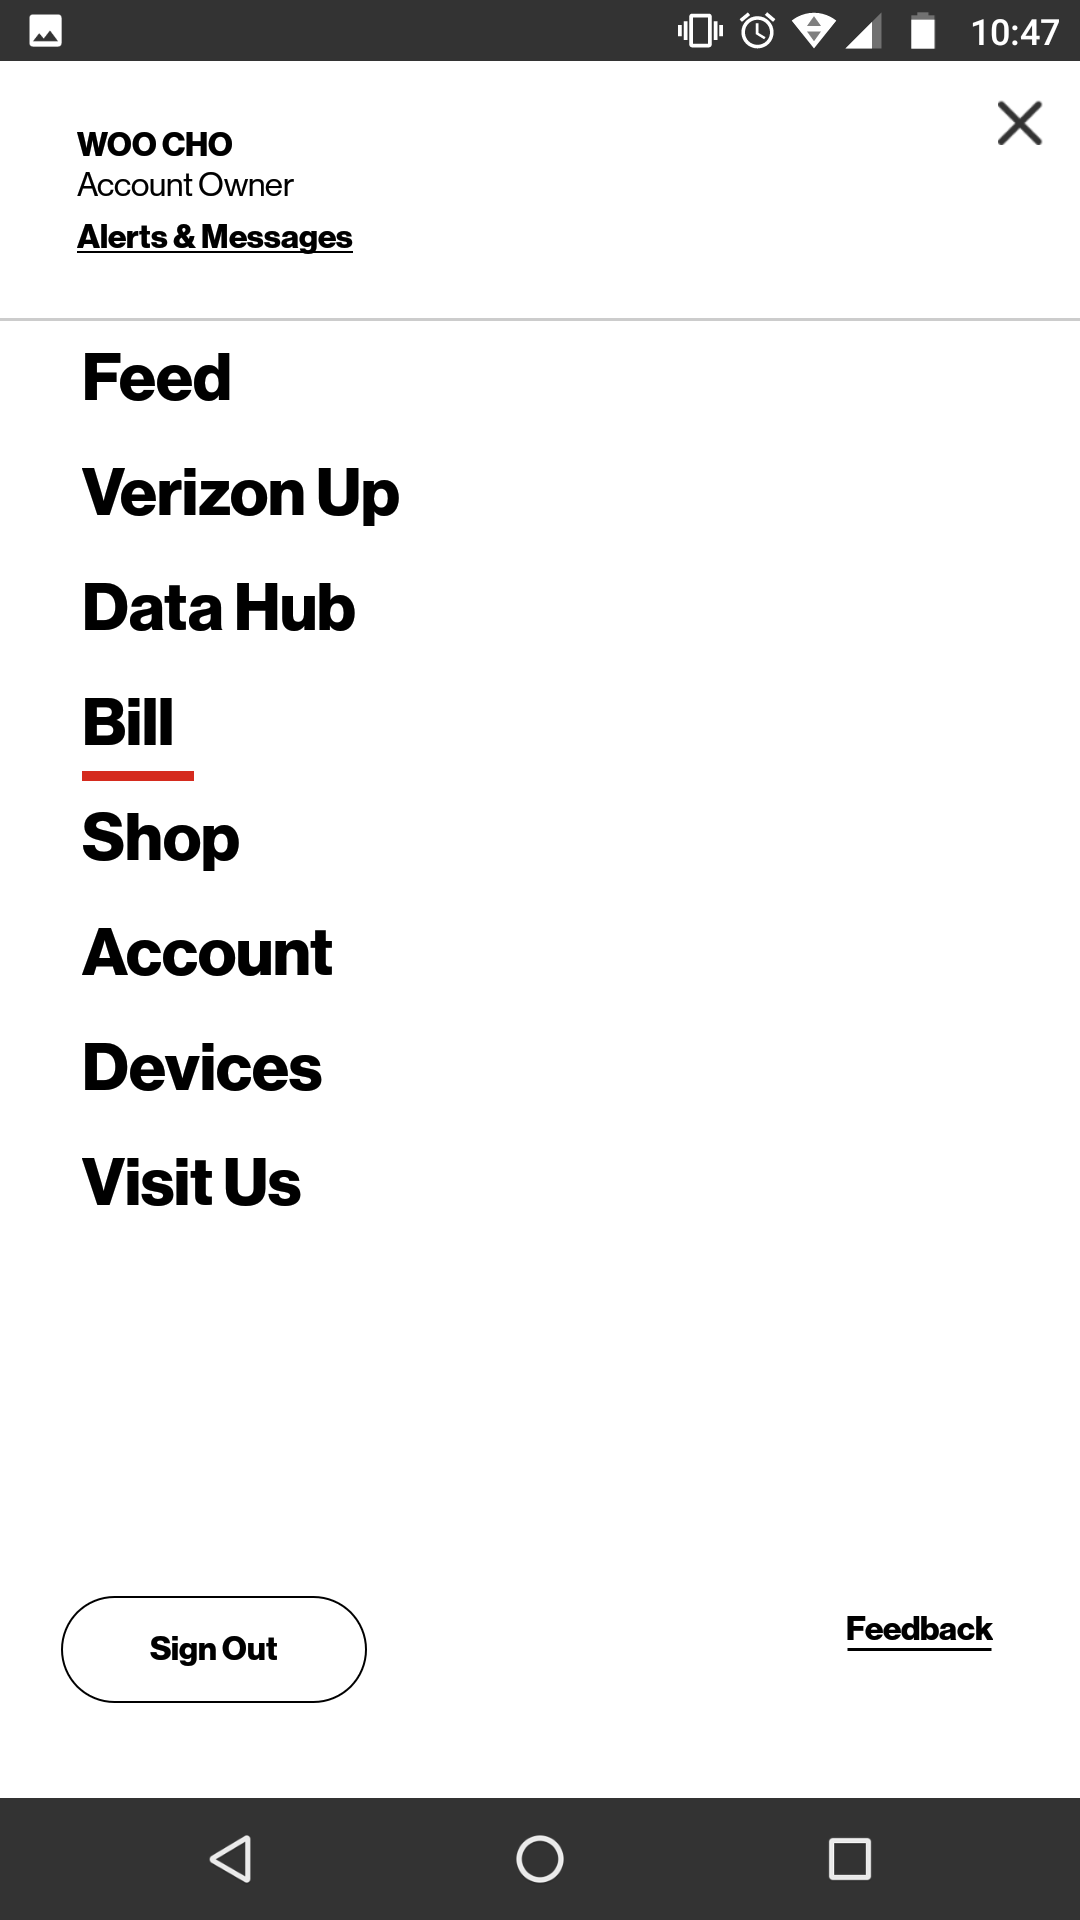 10:47
WOO CHO
Account Owner
Alerts & Messages
Feed
Verizon Up
Data Hub
Bill
Shop
Account
Devices
Visit Us
Sign Out
Feedback